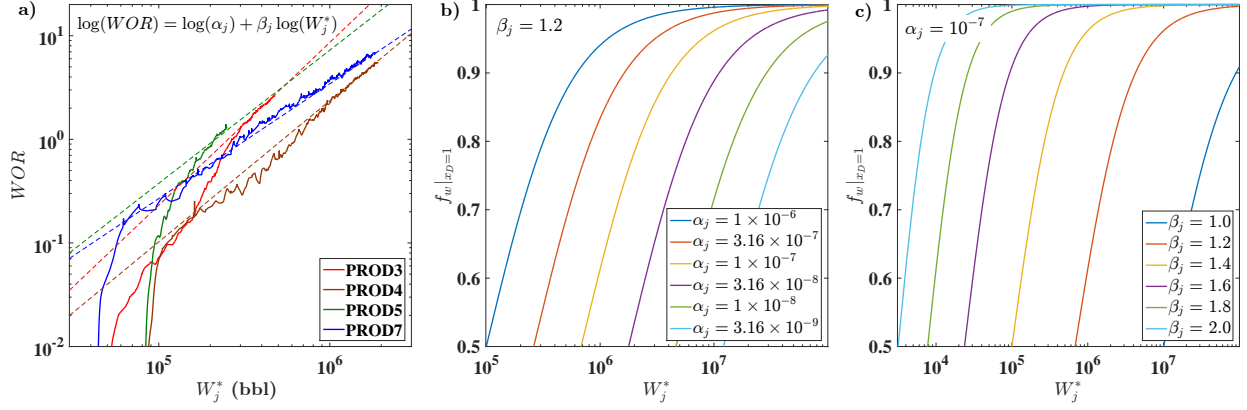 a)
log(WOR) = log(α_j) + β_j log(W_j^*)
10^1
10^0
10^-1
10^-2
WOR
10^5
10^6
W_j^* (bbl)
PROD3
PROD4
PROD5
PROD7
b)
β_j = 1.2
1
0.9
0.8
0.7
0.6
0.5
f_w|x_D=1
10^5
10^6
10^7
W_j^*
α_j = 1 × 10^-6
α_j = 3.16 × 10^-7
α_j = 1 × 10^-7
α_j = 3.16 × 10^-8
α_j = 1 × 10^-8
α_j = 3.16 × 10^-9
c)
α_j = 10^-7
1
0.9
0.8
0.7
0.6
0.5
f_w|x_D=1
10^4
10^5
10^6
10^7
W_j^*
β_j = 1.0
β_j = 1.2
β_j = 1.4
β_j = 1.6
β_j = 1.8
β_j = 2.0